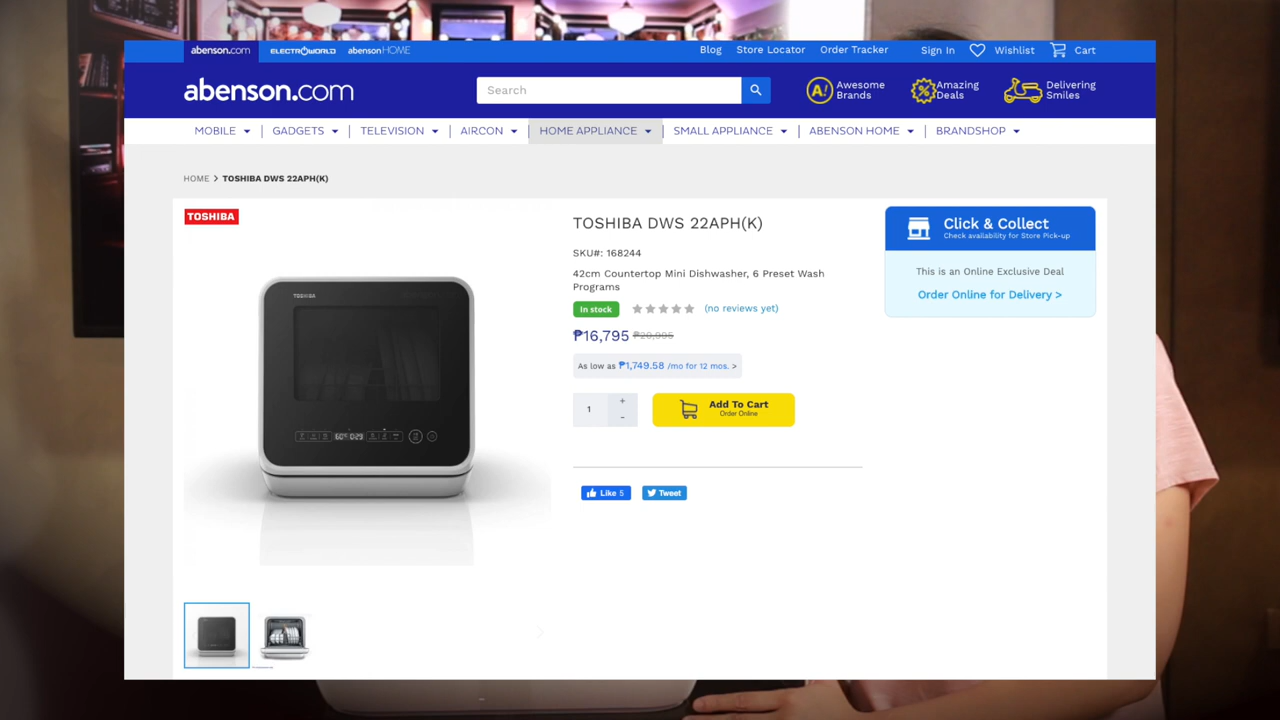 abenson.com ELECTROWORLD abensonHOME Blog Store Locator Order Tracker Sign In Wishlist Cart
abenson.com Search A! Awesome Brands % Amazing Deals Delivering Smiles
MOBILE GADGETS TELEVISION AIRCON HOME APPLIANCE SMALL APPLIANCE ABENSON HOME BRANDSHOP
HOME > TOSHIBA DWS 22APH(K)
TOSHIBA
TOSHIBA
TOSHIBA DWS 22APH(K)
SKU#: 168244
42cm Countertop Mini Dishwasher, 6 Preset Wash
Programs
In stock (no reviews yet)
₱16,795 ₱20,995
As low as ₱1,749.58 /mo for 12 mos. >
1 + -
Add To Cart
Order Online
Like 5 Tweet
Click & Collect
Check availability for Store Pick-up
This is an Online Exclusive Deal
Order Online for Delivery >